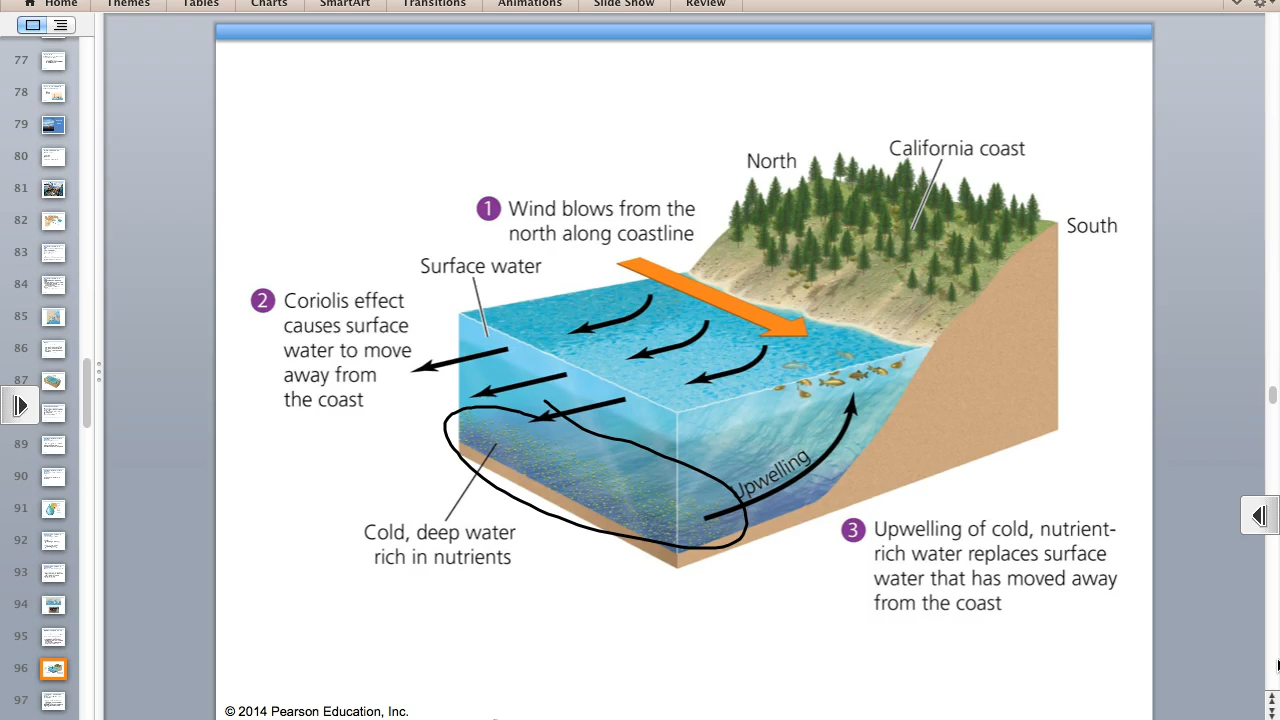 Home Themes Tables Charts SmartArt Transitions Animations Slide Show Review
77
78
79
80
81
82
83
84
85
86
87
89
90
91
92
93
94
95
96
97
North
California coast
South
1 Wind blows from the
north along coastline
Surface water
2 Coriolis effect
causes surface
water to move
away from
the coast
Upwelling
Cold, deep water
rich in nutrients
3 Upwelling of cold, nutrient-
rich water replaces surface
water that has moved away
from the coast
© 2014 Pearson Education, Inc.